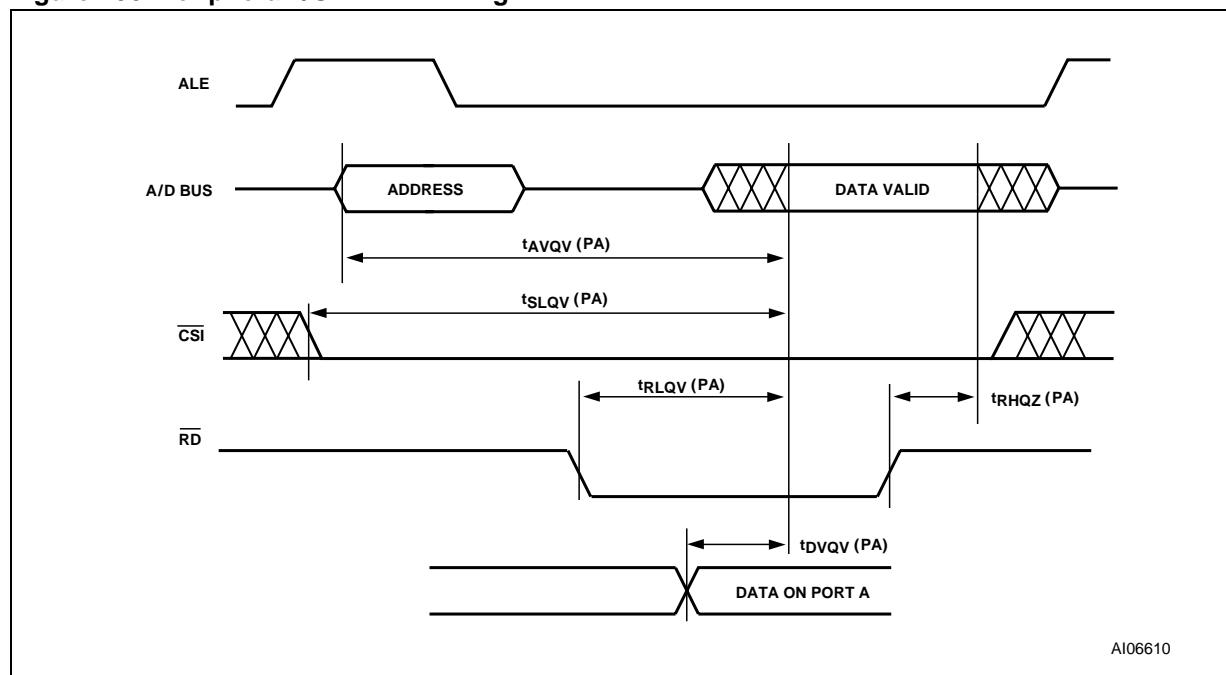 ALE
A/D BUS
ADDRESS
DATA VALID
tAVQV (PA)
tSLQV (PA)
CSI
tRLQV (PA)
tRHQZ (PA)
RD
tDVQV (PA)
DATA ON PORT A
AI06610